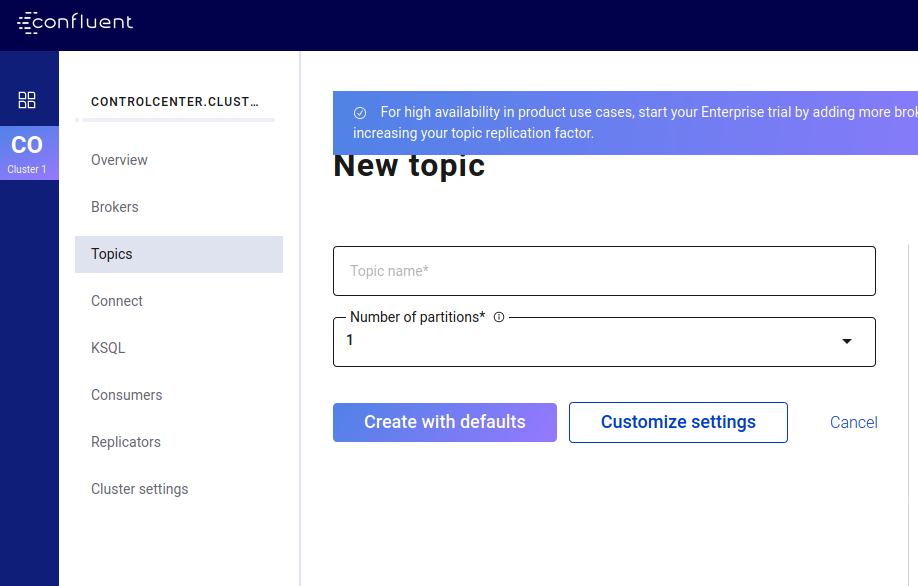 confluent
CO
Cluster 1
CONTROLCENTER.CLUST...
Overview
Brokers
Topics
Connect
KSQL
Consumers
Replicators
Cluster settings
For high availability in product use cases, start your Enterprise trial by adding more
increasing your topic replication factor.
New topic
Topic name*
Number of partitions*
1
Create with defaults
Customize settings
Cancel